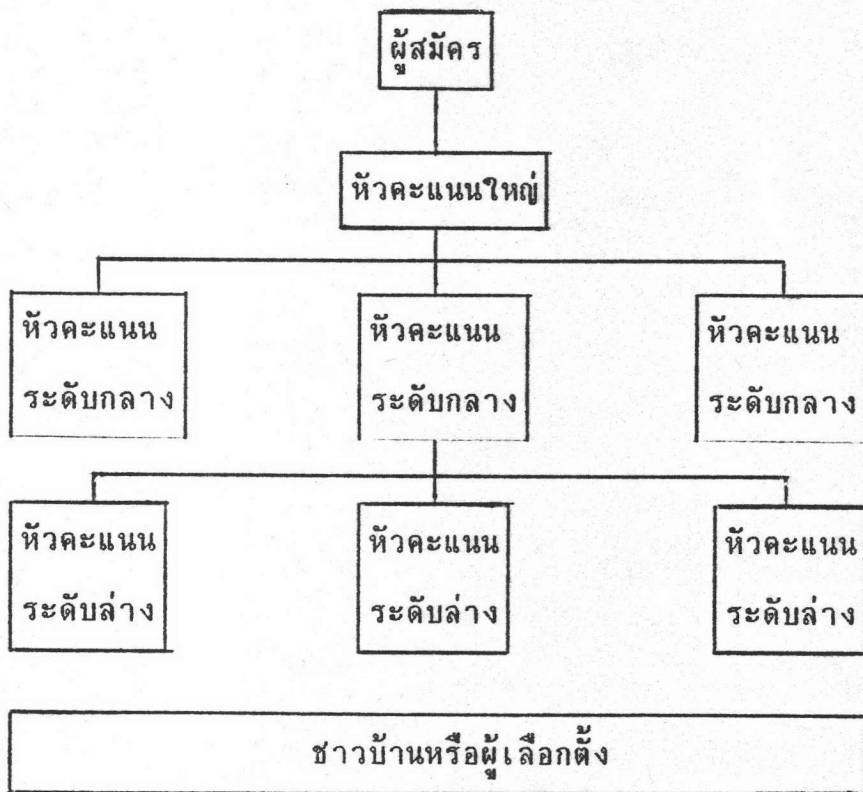 ผู้สมัคร
หัวคะแนนใหญ่
หัวคะแนน
ระดับกลาง
หัวคะแนน
ระดับกลาง
หัวคะแนน
ระดับกลาง
หัวคะแนน
ระดับล่าง
หัวคะแนน
ระดับล่าง
หัวคะแนน
ระดับล่าง
ชาวบ้านหรือผู้เลือกตั้ง